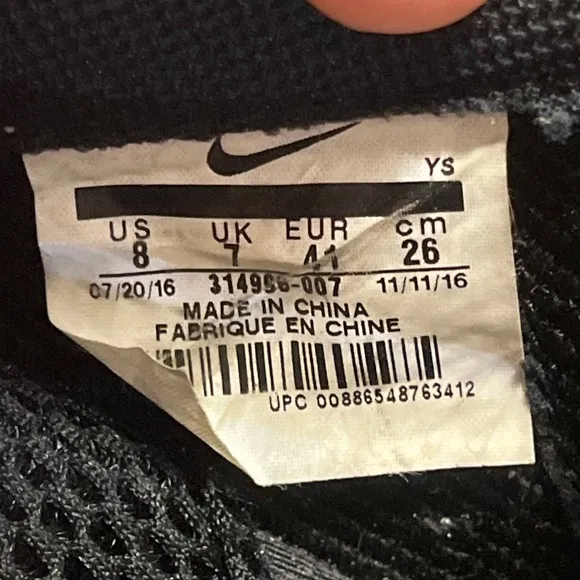 YS
US UK EUR cm
8 7 41 26
07/20/16 314996-007 11/11/16
MADE IN CHINA
FABRIQUE EN CHINE
UPC 00886548763412